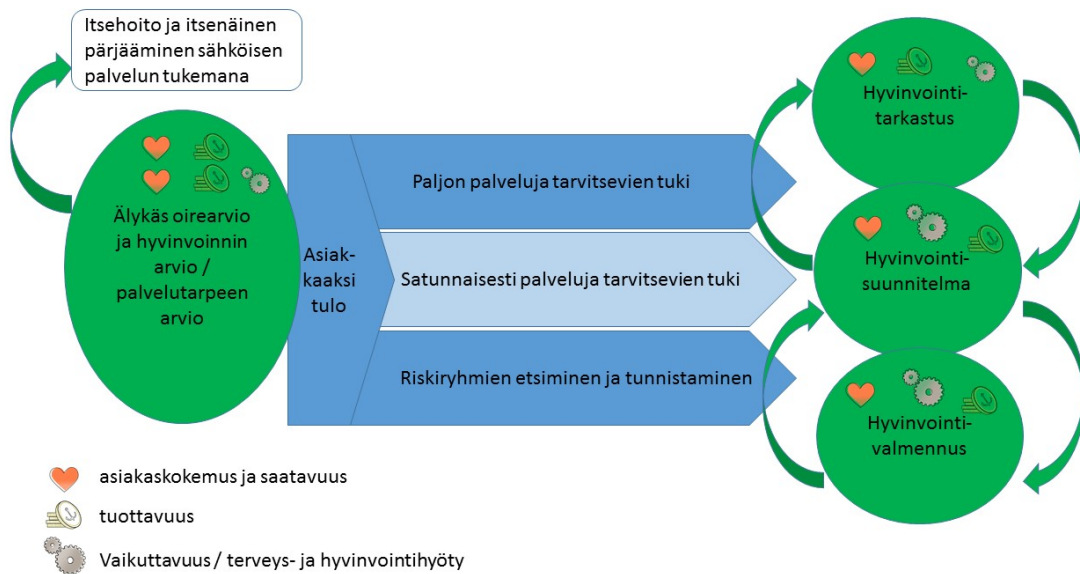 Itsehoito ja itsenäinen
pärjääminen sähköisen
palvelun tukemana
Älykäs oirearvio
ja hyvinvoinnin
arvio /
palvelutarpeen
arvio
Asiak-
kaaksi
tulo
Paljon palveluja tarvitsevien tuki
Satunnaisesti palveluja tarvitsevien tuki
Riskiryhmien etsiminen ja tunnistaminen
Hyvinvointi-
tarkastus
Hyvinvointi-
suunnitelma
Hyvinvointi-
valmennus
asiakaskokemus ja saatavuus
tuottavuus
Vaikuttavuus / terveys- ja hyvinvointihyöty